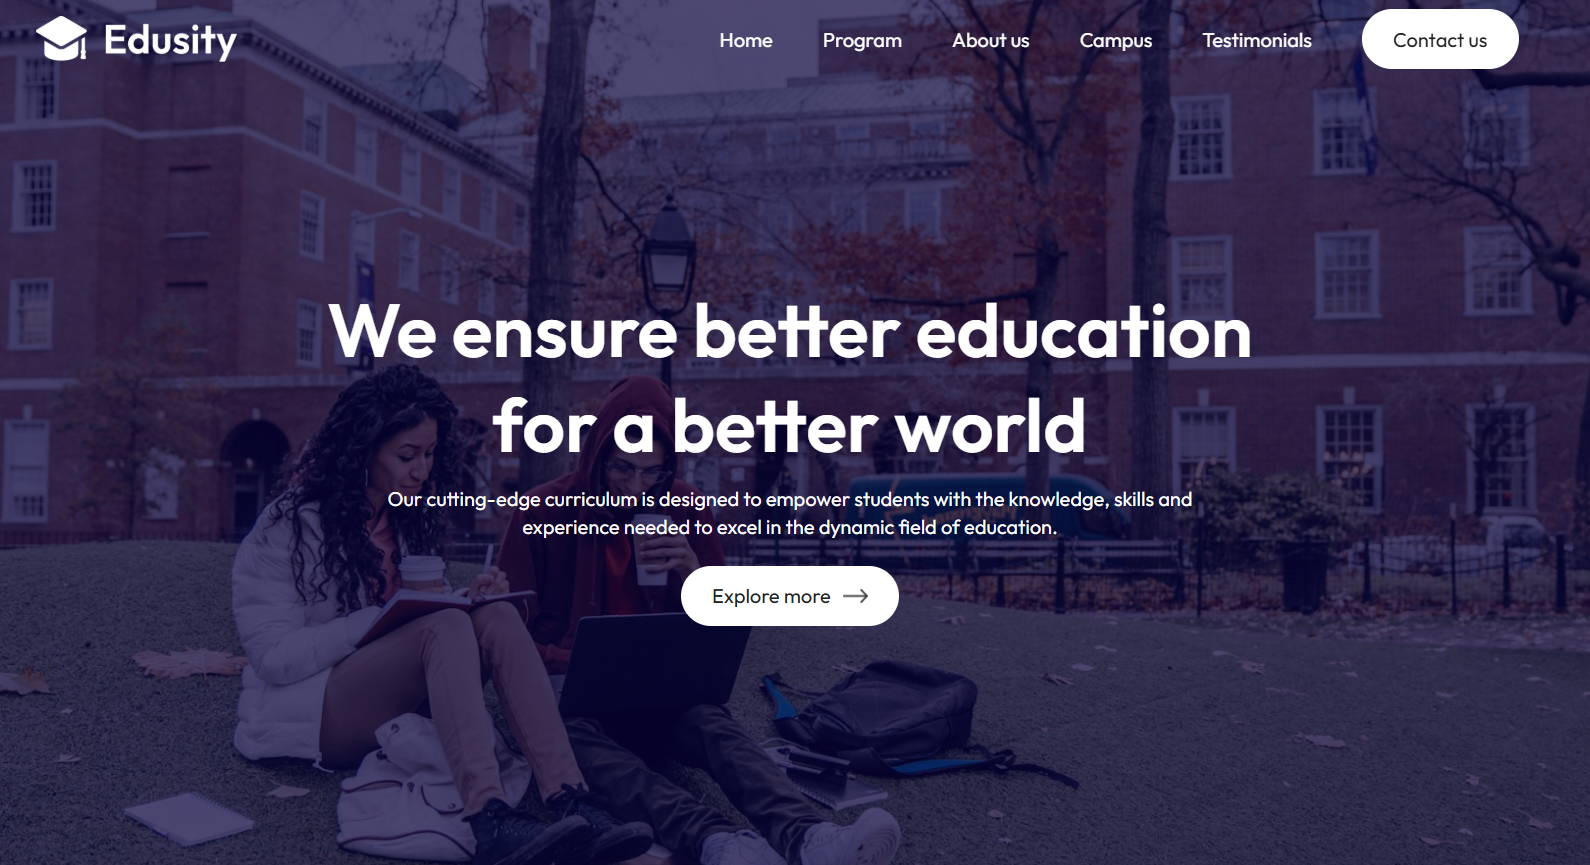 Edusity
Home
Program
About us
Campus
Testimonials
Contact us
We ensure better education
for a better world
Our cutting-edge curriculum is designed to empower students with the knowledge, skills and
experience needed to excel in the dynamic field of education.
Explore more